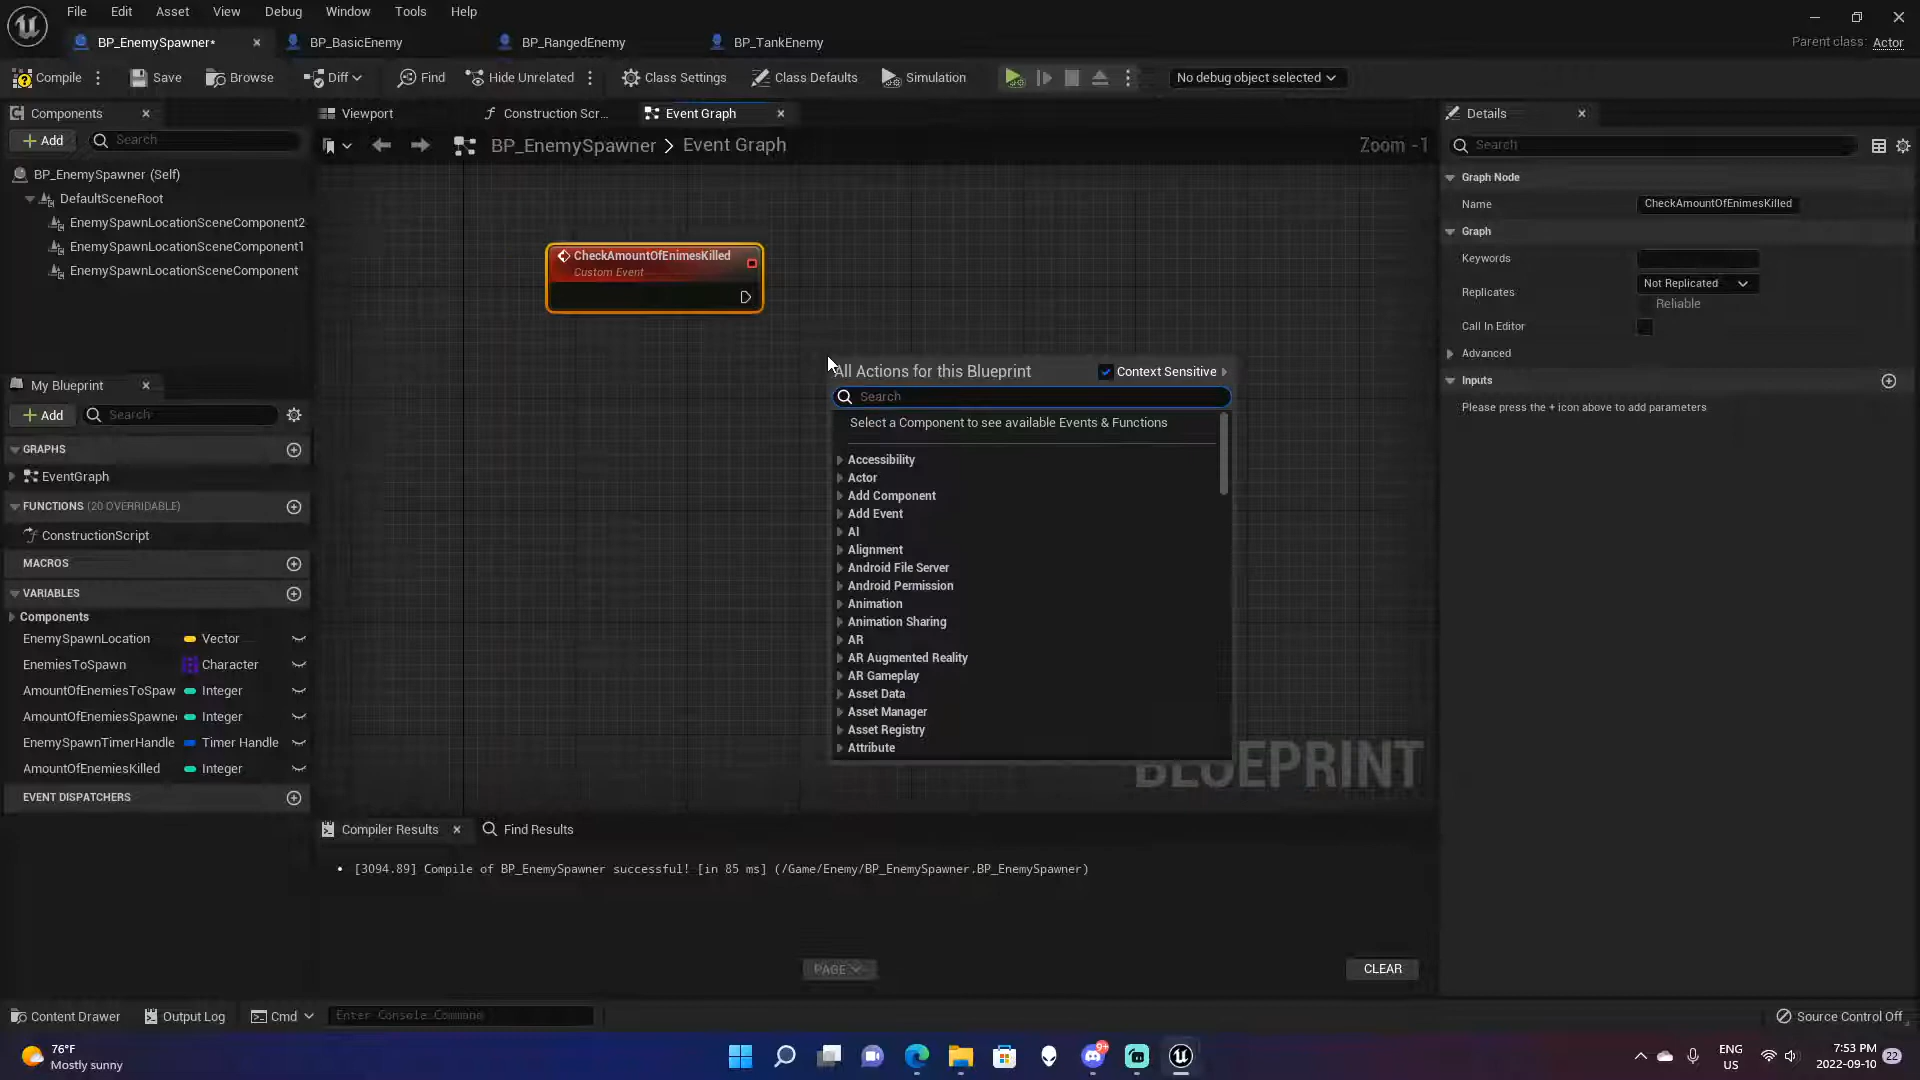 File Edit Asset View Debug Window Tools Help
BP_EnemySpawner* BP_BasicEnemy BP_RangedEnemy BP_TankEnemy Parent class: Actor
Compile Save Browse Diff Find Hide Unrelated Class Settings Class Defaults Simulation No debug object selected
Components Viewport Construction Scr... Event Graph Details
Add Search BP_EnemySpawner > Event Graph Zoom -1 Search
BP_EnemySpawner (Self)
DefaultSceneRoot
EnemySpawnLocationSceneComponent2
EnemySpawnLocationSceneComponent1
EnemySpawnLocationSceneComponent
CheckAmountOfEnimesKilled
Custom Event
Graph Node
Name CheckAmountOfEnimesKilled
Graph
Keywords
Replicates Not Replicated
Reliable
Call In Editor
Advanced
Inputs
Please press the + icon above to add parameters
All Actions for this Blueprint Context Sensitive
Search
Select a Component to see available Events & Functions
Accessibility
Actor
Add Component
Add Event
AI
Alignment
Android File Server
Android Permission
Animation
Animation Sharing
AR
AR Augmented Reality
AR Gameplay
Asset Data
Asset Manager
Asset Registry
Attribute
BLUEPRINT
My Blueprint
Add Search
GRAPHS
EventGraph
FUNCTIONS (20 OVERRIDABLE)
ConstructionScript
MACROS
VARIABLES
Components
EnemySpawnLocation Vector
EnemiesToSpawn Character
AmountOfEnemiesToSpaw Integer
AmountOfEnemiesSpawne Integer
EnemySpawnTimerHandle Timer Handle
AmountOfEnemiesKilled Integer
EVENT DISPATCHERS
Compiler Results Find Results
[3094.89] Compile of BP_EnemySpawner successful! [in 85 ms] (/Game/Enemy/BP_EnemySpawner.BP_EnemySpawner)
PAGE CLEAR
Content Drawer Output Log Cmd Enter Console Command Source Control Off
76°F
Mostly sunny
9+
ENG
US
7:53 PM
2022-09-10
22